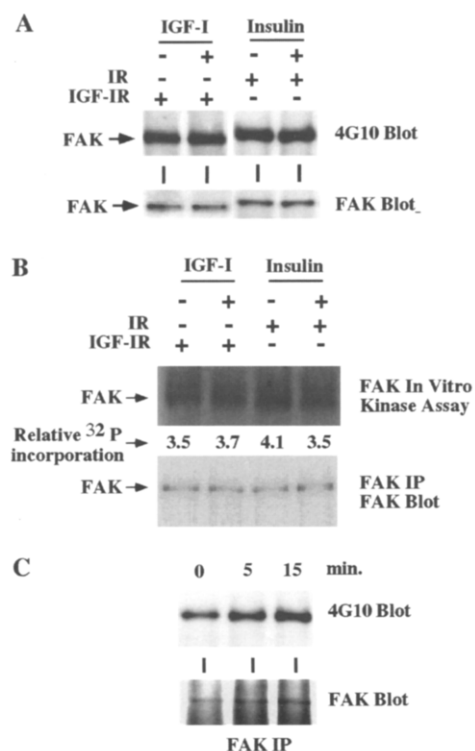 A
IGF-I Insulin
- + - +
IR - - + +
IGF-IR + + - -
FAK 4G10 Blot
FAK FAK Blot
B
IGF-I Insulin
- + - +
IR - - + +
IGF-IR + + - -
FAK FAK In Vitro
Kinase Assay
Relative 32 P
incorporation 3.5 3.7 4.1 3.5
FAK FAK IP
FAK Blot
C
0 5 15 min.
4G10 Blot
FAK Blot
FAK IP